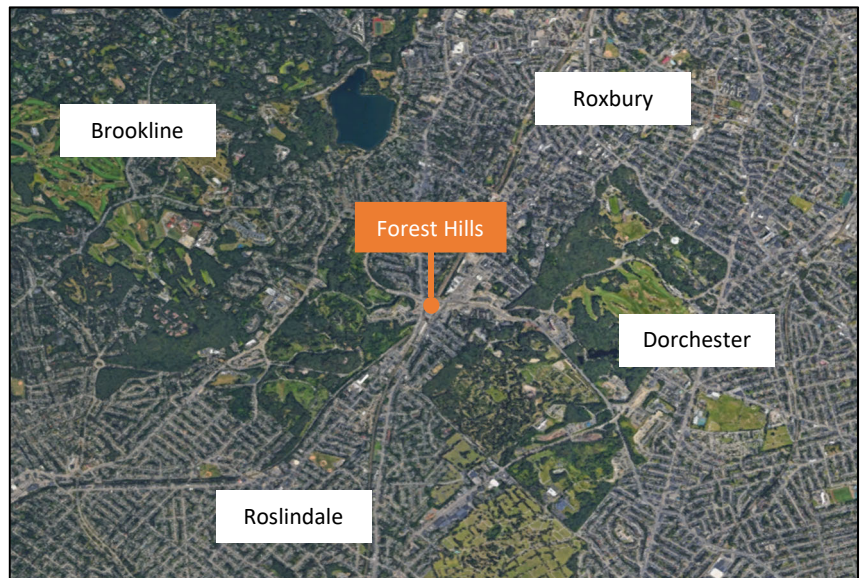 Roxbury
Brookline
Forest Hills
Dorchester
Roslindale